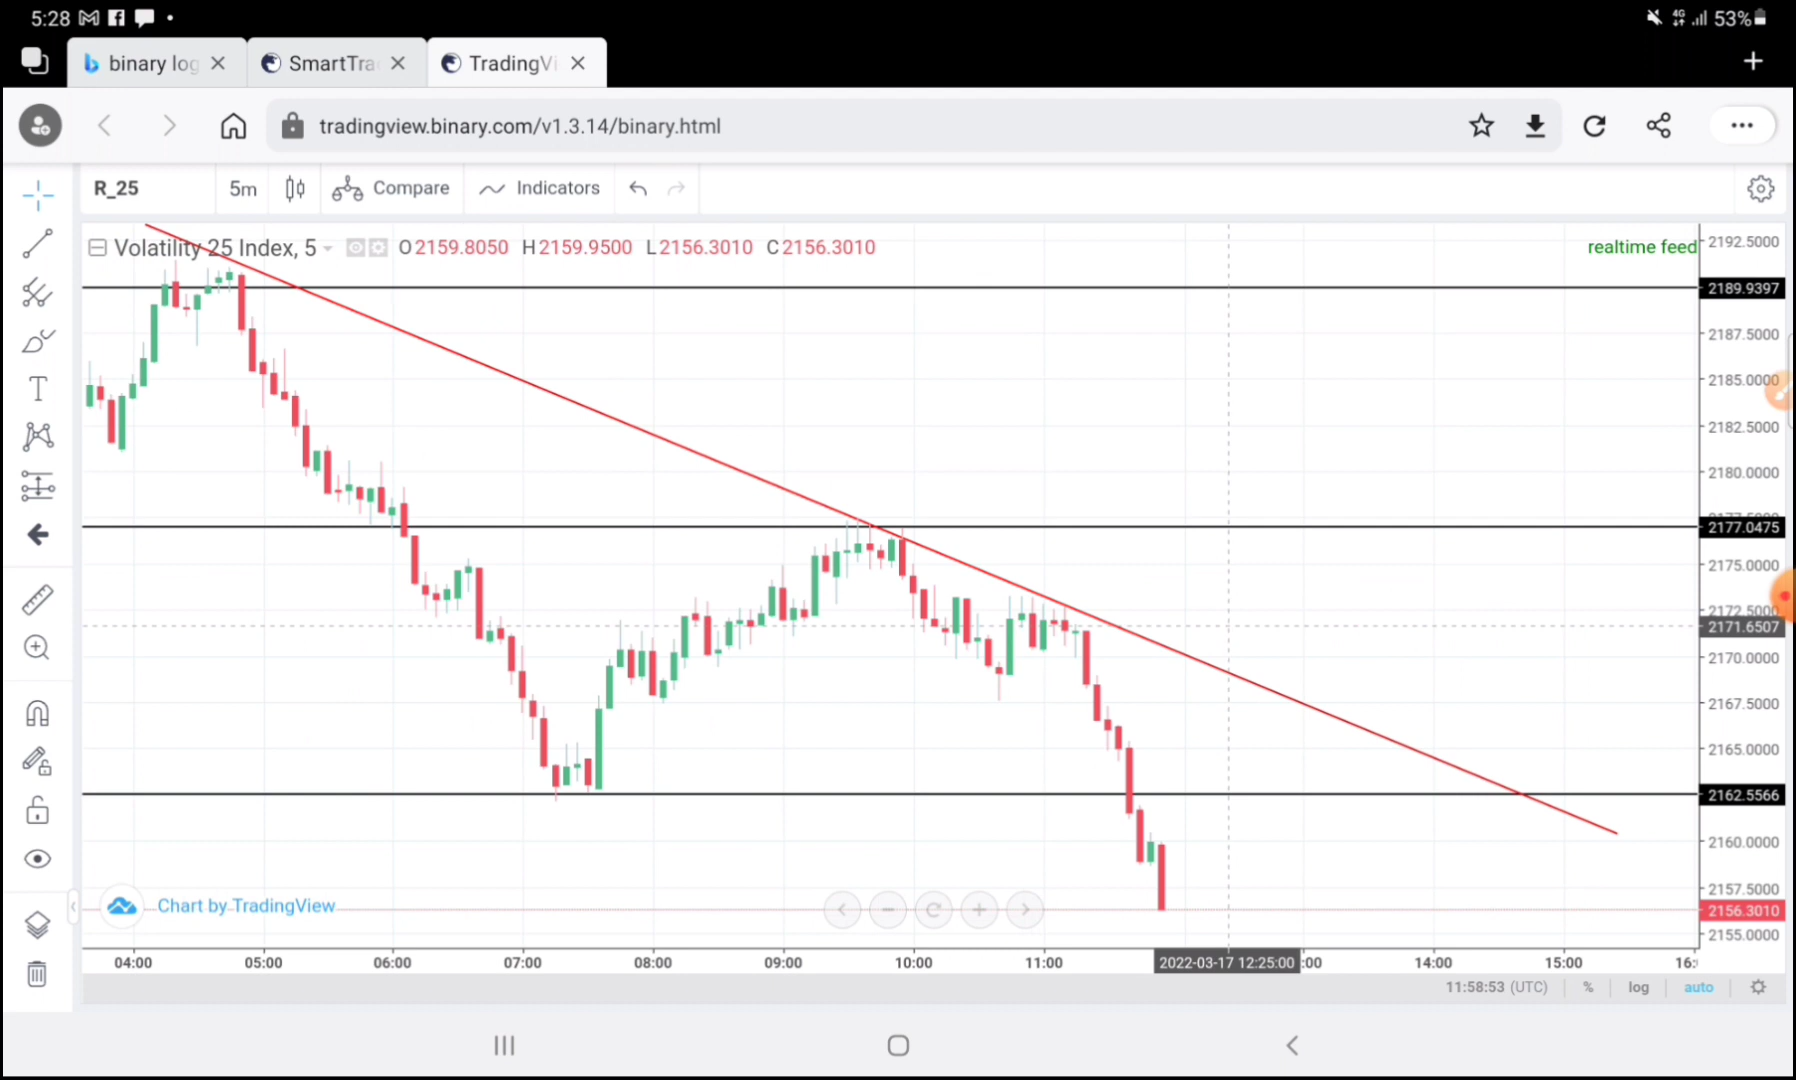 5:28
4G 53%
binary log
SmartTra
TradingVi
tradingview.binary.com/v1.3.14/binary.html
R_25 5m Compare Indicators
Volatility 25 Index, 5 O2159.8050 H2159.9500 L2156.3010 C2156.3010
realtime feed
2192.5000
2189.9397
2187.5000
2185.0000
2182.5000
2180.0000
2177.0475
2175.0000
2172.5000
2171.6507
2170.0000
2167.5000
2165.0000
2162.5566
2160.0000
2157.5000
2156.3010
2155.0000
Chart by TradingView
04:00 05:00 06:00 07:00 08:00 09:00 10:00 11:00 2022-03-17 12:25:00 :00 14:00 15:00 16:
11:58:53 (UTC) % log auto